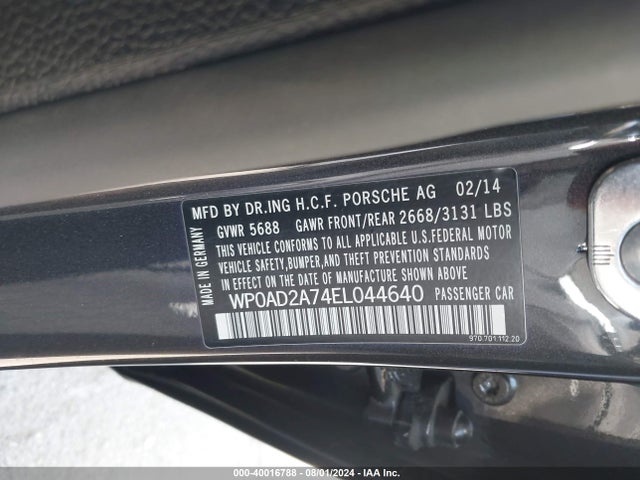 MFD BY DR.ING H.C.F. PORSCHE AG 02/14
GVWR 5688 GAWR FRONT/REAR 2668/3131 LBS
THIS VEHICLE CONFORMS TO ALL APPLICABLE U.S.FEDERAL MOTOR
VEHICLE SAFETY,BUMPER,AND THEFT PREVENTION STANDARDS
IN EFFECT ON THE DATE OF MANUFACTURE SHOWN ABOVE
WP0AD2A74EL044640 PASSENGER CAR
970.701.112.20
MADE IN GERMANY
000-40016788 - 08/01/2024 - IAA Inc.